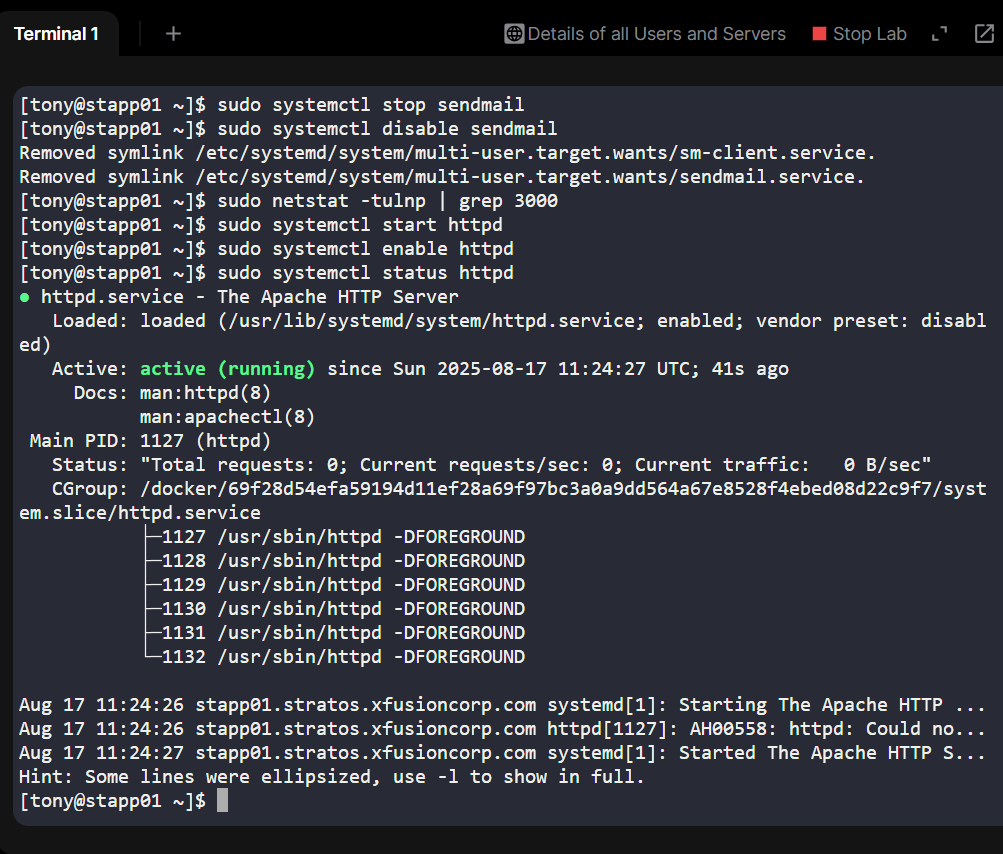 Terminal 1 + Details of all Users and Servers Stop Lab
[tony@stapp01 ~]$ sudo systemctl stop sendmail
[tony@stapp01 ~]$ sudo systemctl disable sendmail
Removed symlink /etc/systemd/system/multi-user.target.wants/sm-client.service.
Removed symlink /etc/systemd/system/multi-user.target.wants/sendmail.service.
[tony@stapp01 ~]$ sudo netstat -tulnp | grep 3000
[tony@stapp01 ~]$ sudo systemctl start httpd
[tony@stapp01 ~]$ sudo systemctl enable httpd
[tony@stapp01 ~]$ sudo systemctl status httpd
● httpd.service - The Apache HTTP Server
   Loaded: loaded (/usr/lib/systemd/system/httpd.service; enabled; vendor preset: disabl
ed)
   Active: active (running) since Sun 2025-08-17 11:24:27 UTC; 41s ago
     Docs: man:httpd(8)
           man:apachectl(8)
 Main PID: 1127 (httpd)
   Status: "Total requests: 0; Current requests/sec: 0; Current traffic:   0 B/sec"
   CGroup: /docker/69f28d54efa59194d11ef28a69f97bc3a0a9dd564a67e8528f4ebed08d22c9f7/syst
em.slice/httpd.service
           ├─1127 /usr/sbin/httpd -DFOREGROUND
           ├─1128 /usr/sbin/httpd -DFOREGROUND
           ├─1129 /usr/sbin/httpd -DFOREGROUND
           ├─1130 /usr/sbin/httpd -DFOREGROUND
           ├─1131 /usr/sbin/httpd -DFOREGROUND
           └─1132 /usr/sbin/httpd -DFOREGROUND
Aug 17 11:24:26 stapp01.stratos.xfusioncorp.com systemd[1]: Starting The Apache HTTP ...
Aug 17 11:24:26 stapp01.stratos.xfusioncorp.com httpd[1127]: AH00558: httpd: Could no...
Aug 17 11:24:27 stapp01.stratos.xfusioncorp.com systemd[1]: Started The Apache HTTP S...
Hint: Some lines were ellipsized, use -l to show in full.
[tony@stapp01 ~]$